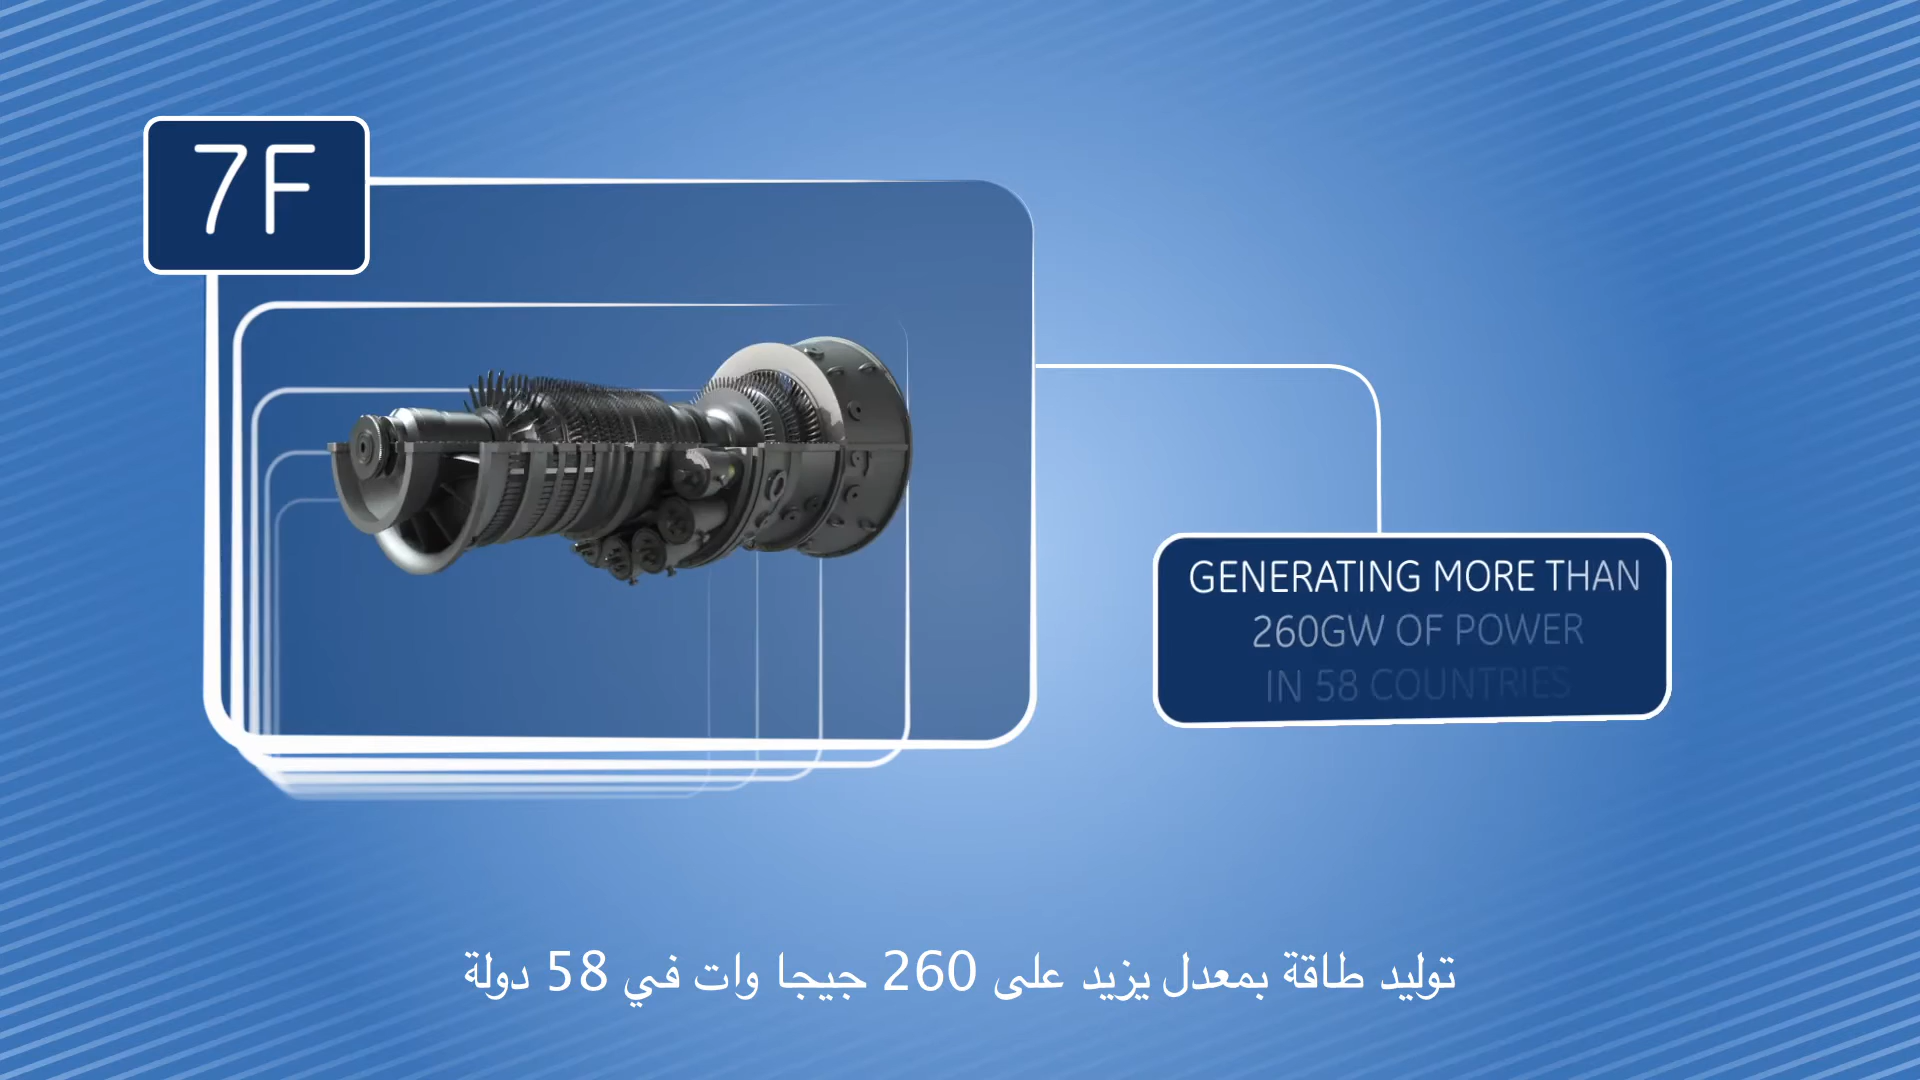 7F
GENERATING MORE THAN
260GW OF POWER
IN 58 COUNTRIES
توليد طاقة بمعدل يزيد على 260 جيجا وات في 58 دولة